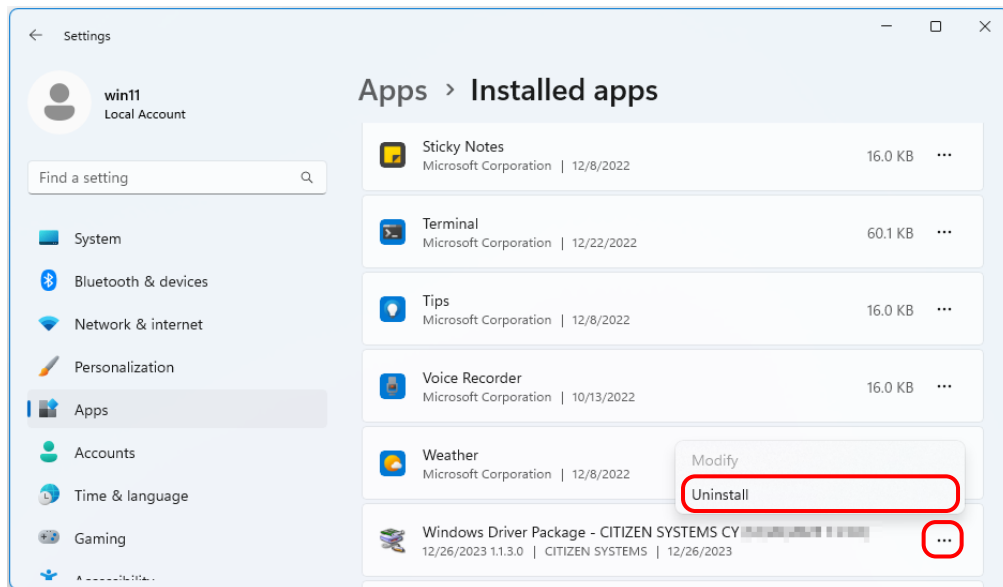 Settings
win11
Local Account
Find a setting
System
Bluetooth & devices
Network & internet
Personalization
Apps
Accounts
Time & language
Gaming
Accessibility
Apps > Installed apps
Sticky Notes
Microsoft Corporation | 12/8/2022
16.0 KB
Terminal
Microsoft Corporation | 12/22/2022
60.1 KB
Tips
Microsoft Corporation | 12/8/2022
16.0 KB
Voice Recorder
Microsoft Corporation | 10/13/2022
16.0 KB
Weather
Microsoft Corporation | 12/8/2022
Modify
Uninstall
Windows Driver Package - CITIZEN SYSTEMS CY
12/26/2023 1.1.3.0 | CITIZEN SYSTEMS | 12/26/2023